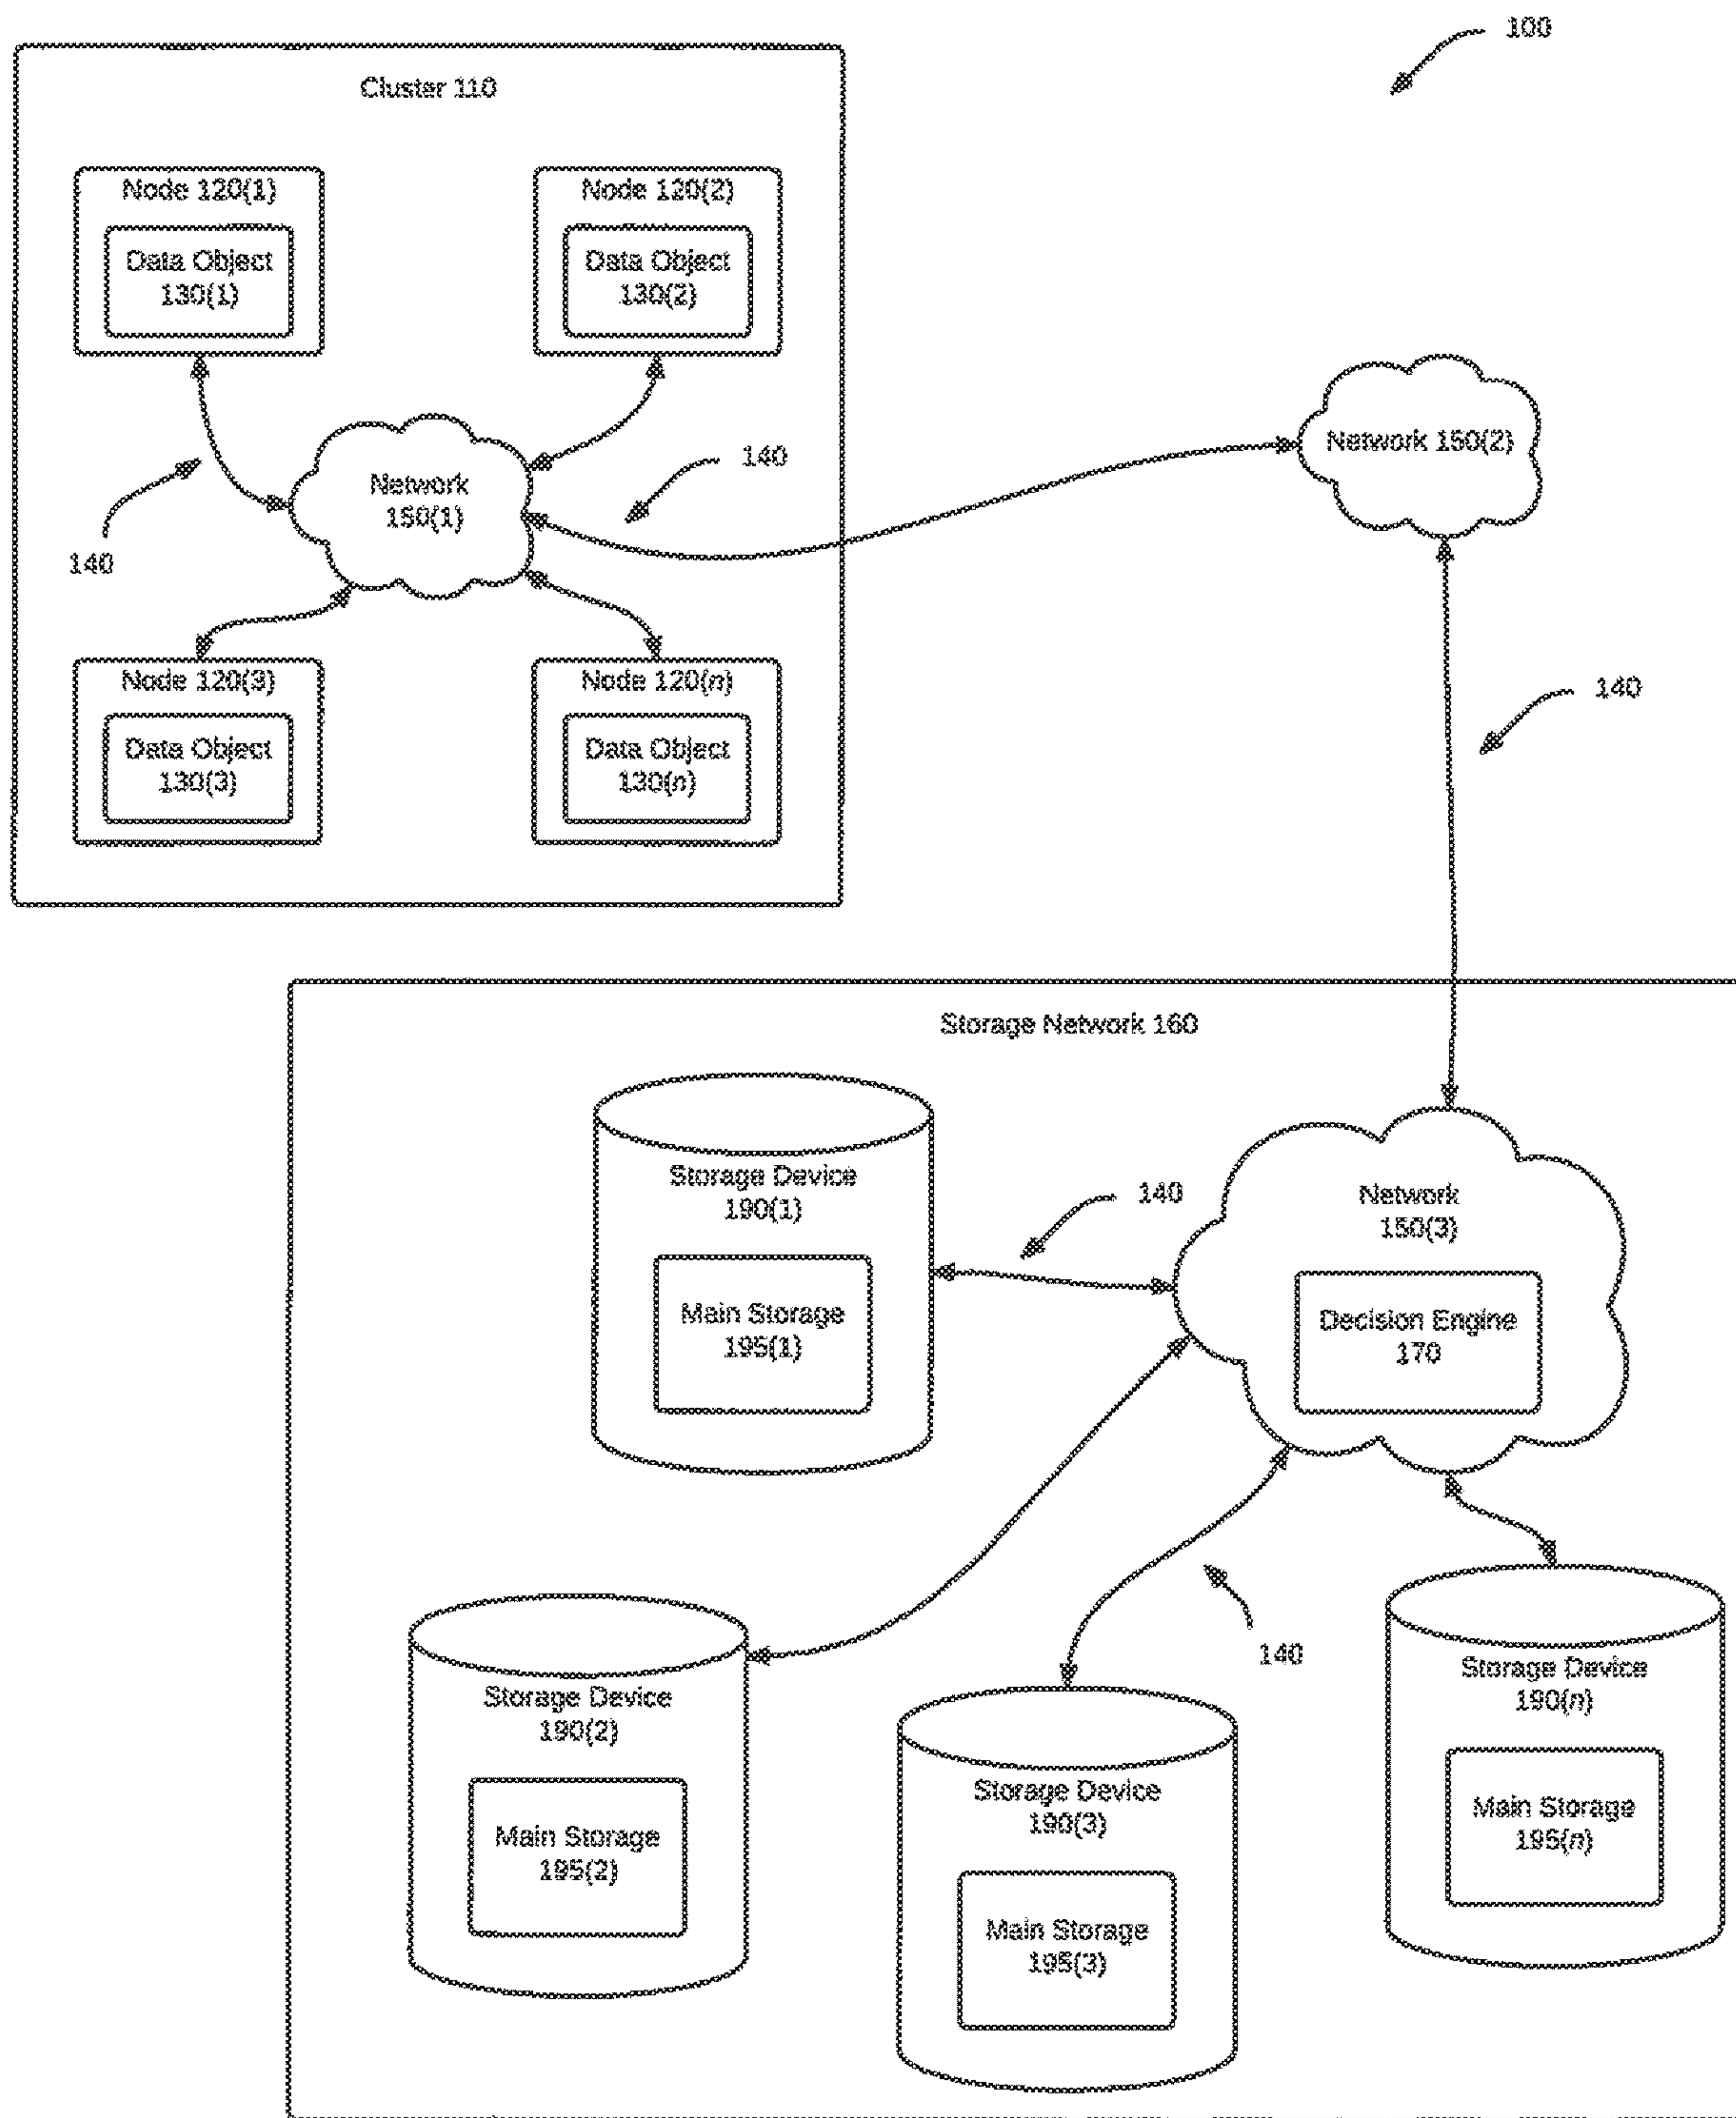 100
Cluster 110
Node 120(1)
Data Object
130(1)
Node 120(2)
Data Object
130(2)
Network
150(1)
140
140
Network 150(2)
Node 120(3)
Data Object
130(3)
Node 120(n)
Data Object
130(n)
140
Storage Network 160
Storage Device
190(1)
Main Storage
195(1)
140
Network
150(3)
Decision Engine
170
Storage Device
190(2)
Main Storage
195(2)
140
Storage Device
190(3)
Main Storage
195(3)
Storage Device
190(n)
Main Storage
195(n)